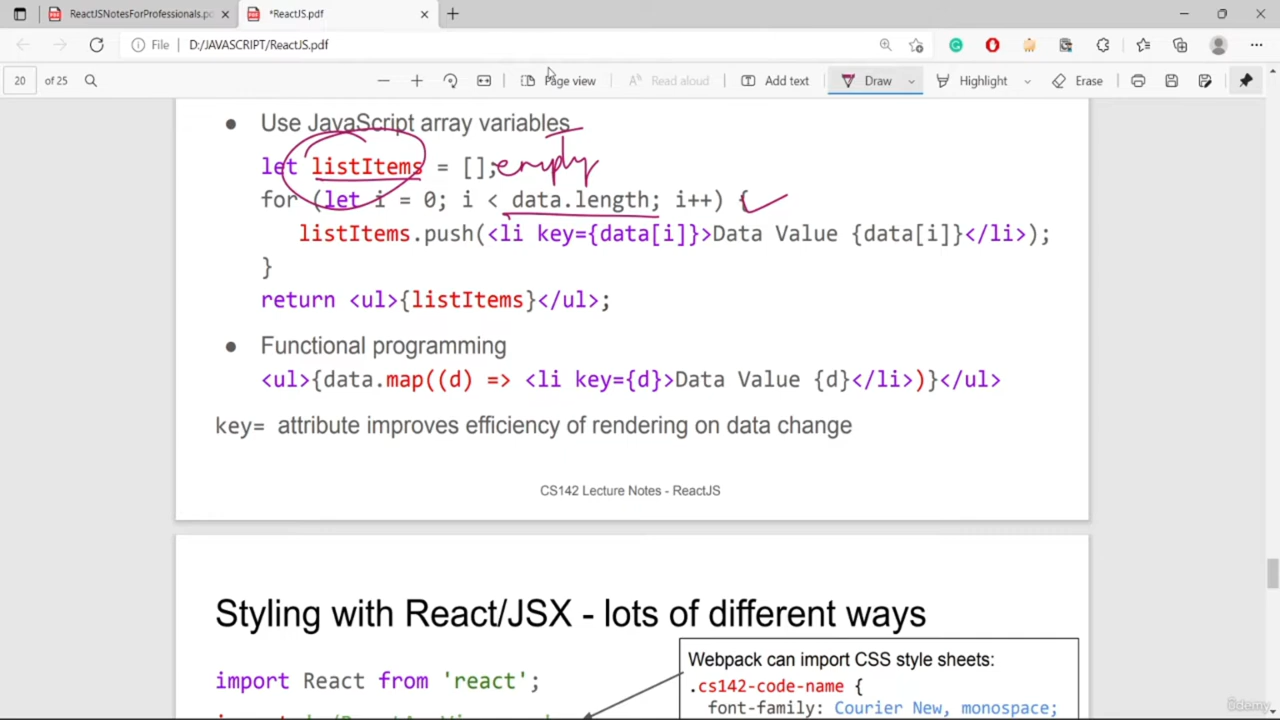 ReactJSNotesForProfessionals.p
*ReactJS.pdf
File D:/JAVASCRIPT/ReactJS.pdf
20 of 25 Page view Read aloud Add text Draw Highlight Erase
● Use JavaScript array variables
let listItems = []; empty
for (let i = 0; i < data.length; i++) {
listItems.push(<li key={data[i]}>Data Value {data[i]}</li>);
}
return <ul>{listItems}</ul>;
● Functional programming
<ul>{data.map((d) => <li key={d}>Data Value {d}</li>)}</ul>
key= attribute improves efficiency of rendering on data change
CS142 Lecture Notes - ReactJS
Styling with React/JSX - lots of different ways
import React from 'react';
Webpack can import CSS style sheets:
.cs142-code-name {
font-family: Courier New, monospace;
ûdemy